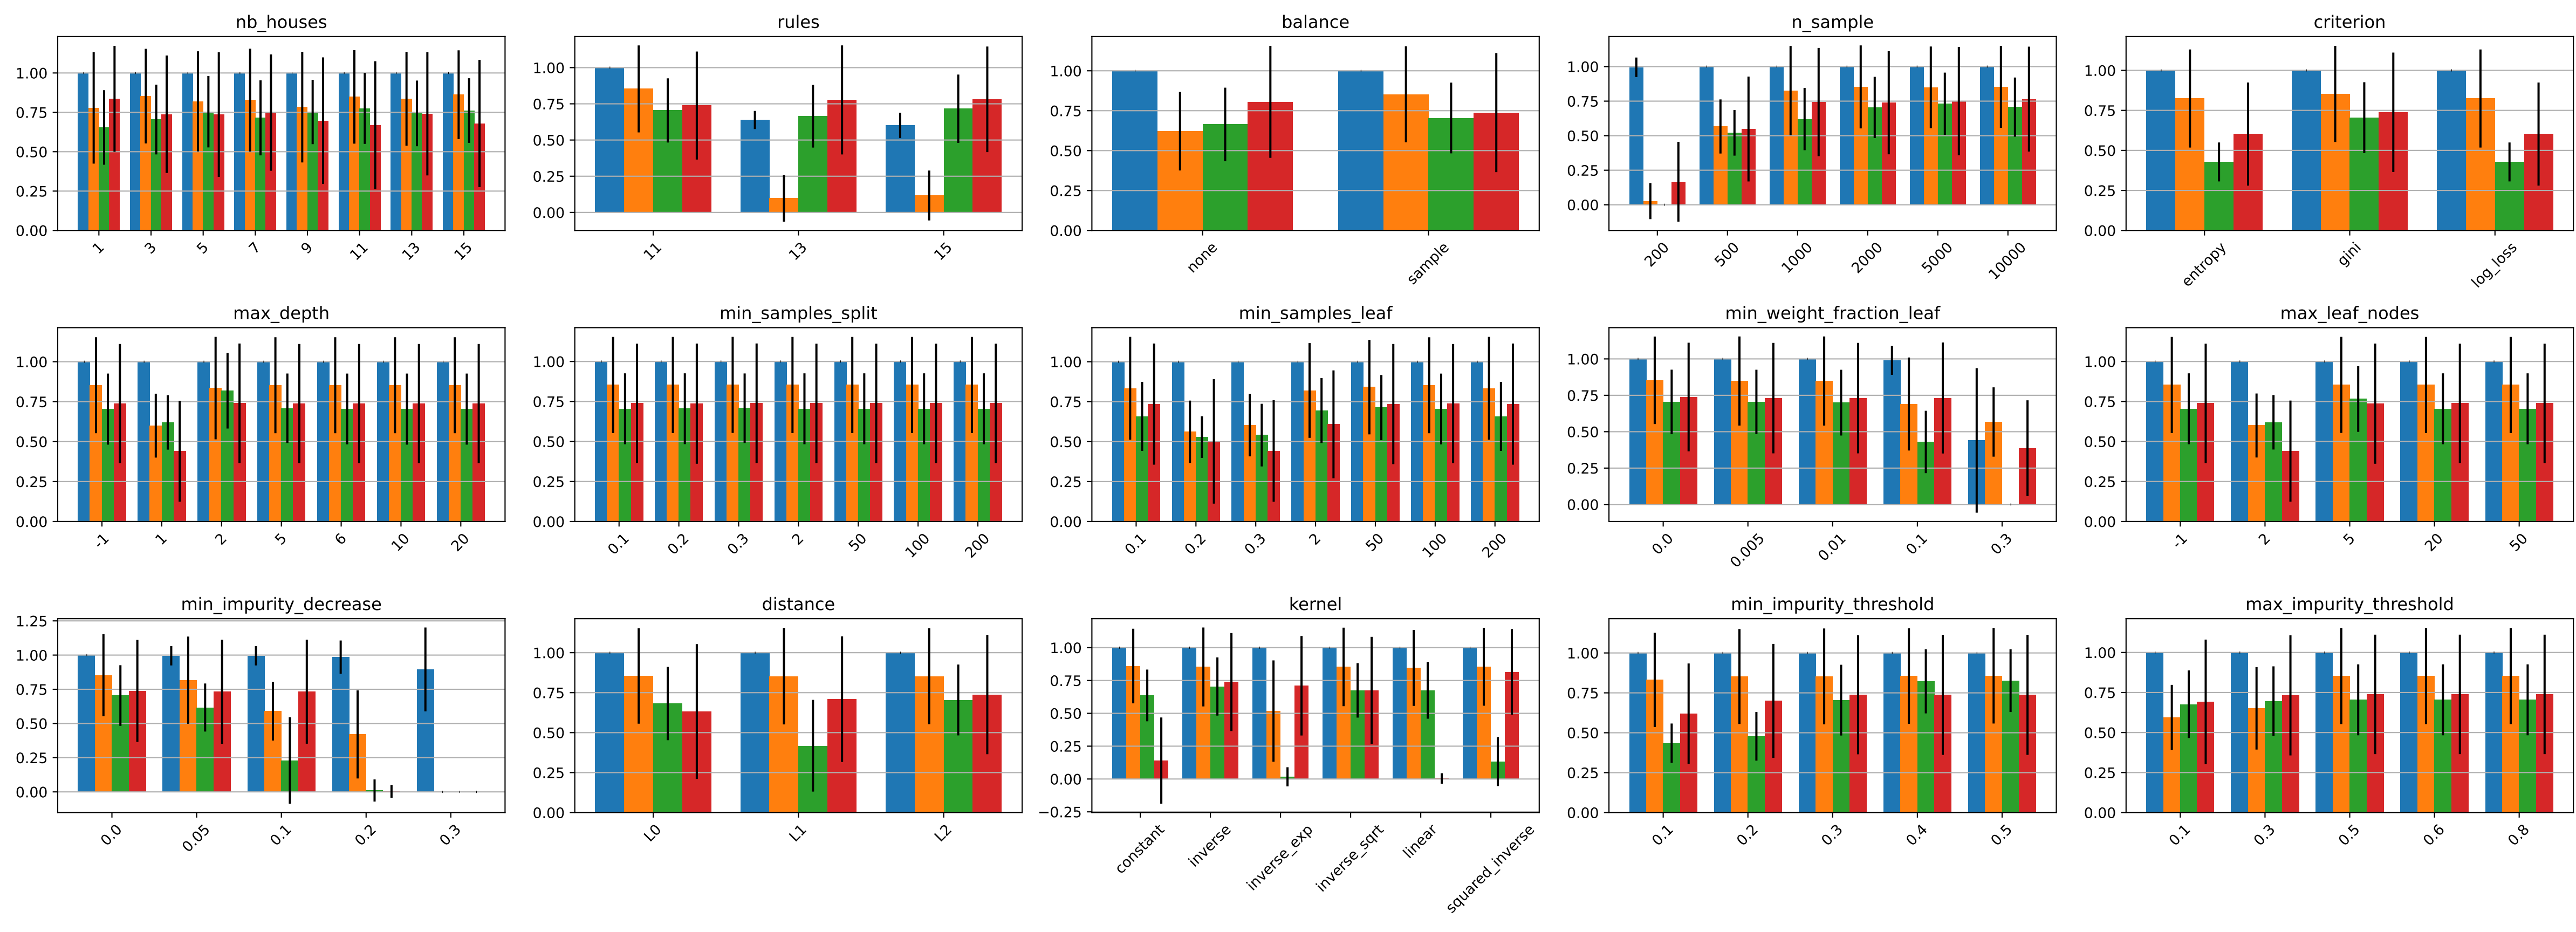 nb_houses
1.00
0.75
0.50
0.25
0.00
1 3 5 7 9 11 13 15
rules
1.00
0.75
0.50
0.25
0.00
11 13 15
balance
1.00
0.75
0.50
0.25
0.00
none sample
n_sample
1.00
0.75
0.50
0.25
0.00
200 500 1000 2000 5000 10000
criterion
1.00
0.75
0.50
0.25
0.00
entropy gini log_loss
max_depth
1.00
0.75
0.50
0.25
0.00
-1 1 2 5 6 10 20
min_samples_split
1.00
0.75
0.50
0.25
0.00
0.1 0.2 0.3 2 50 100 200
min_samples_leaf
1.00
0.75
0.50
0.25
0.00
0.1 0.2 0.3 2 50 100 200
min_weight_fraction_leaf
1.00
0.75
0.50
0.25
0.00
0.0 0.005 0.01 0.1 0.3
max_leaf_nodes
1.00
0.75
0.50
0.25
0.00
-1 2 5 20 50
min_impurity_decrease
1.25
1.00
0.75
0.50
0.25
0.00
0.0 0.05 0.1 0.2 0.3
distance
1.00
0.75
0.50
0.25
0.00
L0 L1 L2
kernel
1.00
0.75
0.50
0.25
0.00
−0.25
constant inverse inverse_exp inverse_sqrt linear squared_inverse
min_impurity_threshold
1.00
0.75
0.50
0.25
0.00
0.1 0.2 0.3 0.4 0.5
max_impurity_threshold
1.00
0.75
0.50
0.25
0.00
0.1 0.3 0.5 0.6 0.8